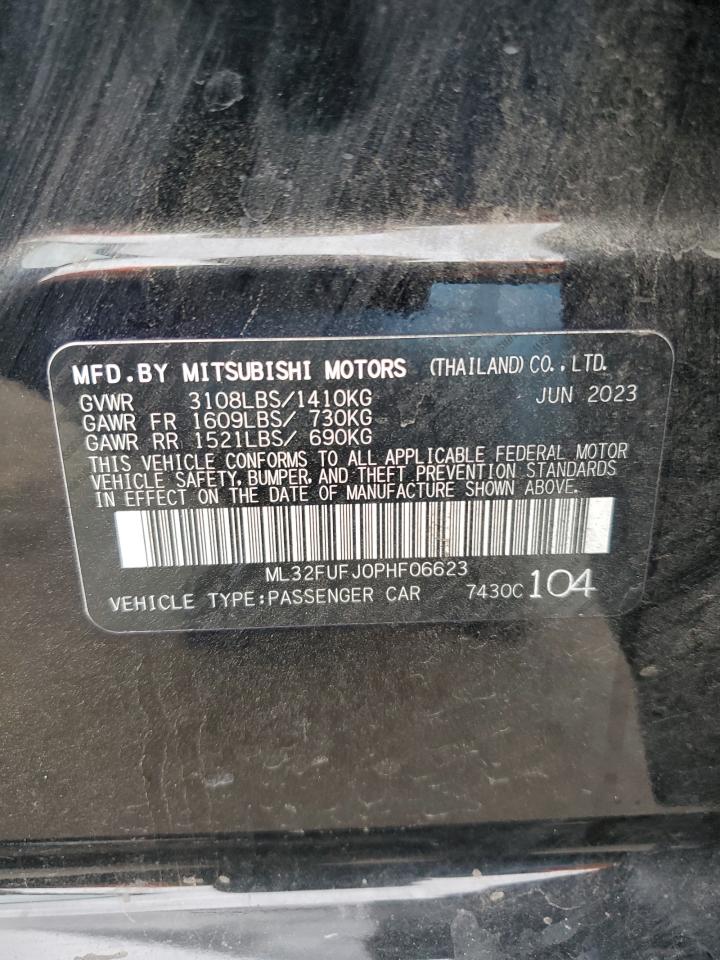 MFD.BY MITSUBISHI MOTORS (THAILAND)CO.,LTD.
GVWR 3108LBS/1410KG JUN 2023
GAWR FR 1609LBS/ 730KG
GAWR RR 1521LBS/ 690KG
THIS VEHICLE CONFORMS TO ALL APPLICABLE FEDERAL MOTOR
VEHICLE SAFETY, BUMPER, AND THEFT PREVENTION STANDARDS
IN EFFECT ON THE DATE OF MANUFACTURE SHOWN ABOVE.
ML32FUFJ0PHF06623
VEHICLE TYPE:PASSENGER CAR 7430C 104